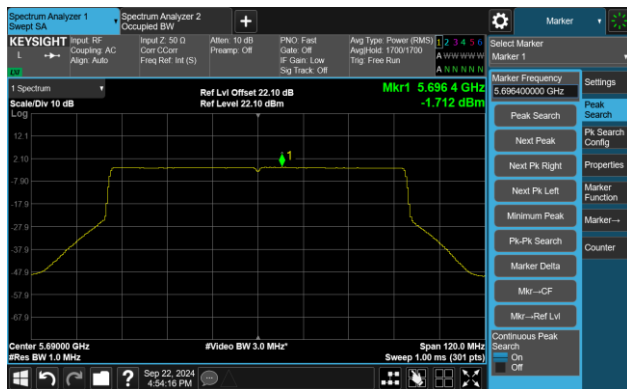 Spectrum Analyzer 1
Swept SA
Spectrum Analyzer 2
Occupied BW
+
Marker
KEYSIGHT
L
LW
Input: RF
Coupling: AC
Align: Auto
Input Z: 50 Ω
Corr CCorr
Freq Ref: Int (S)
Atten: 10 dB
Preamp: Off
PNO: Fast
Gate: Off
IF Gain: Low
Sig Track: Off
Avg Type: Power (RMS)
Avg|Hold: 1700/1700
Trig: Free Run
1 2 3 4 5 6
A W W W W W
A N N N N N
Select Marker
Marker 1
1 Spectrum
Scale/Div 10 dB
Log
Ref Lvl Offset 22.10 dB
Ref Level 22.10 dBm
Mkr1 5.696 4 GHz
-1.712 dBm
12.1
2.10
-7.90
-17.9
-27.9
-37.9
-47.9
-57.9
-67.9
1
Center 5.69000 GHz
#Res BW 1.0 MHz
#Video BW 3.0 MHz*
Span 120.0 MHz
Sweep 1.00 ms (301 pts)
Marker Frequency
5.696400000 GHz
Peak Search
Next Peak
Next Pk Right
Next Pk Left
Minimum Peak
Pk-Pk Search
Marker Delta
Mkr→CF
Mkr→Ref Lvl
Continuous Peak
Search
On
Off
Settings
Peak
Search
Pk Search
Config
Properties
Marker
Function
Marker→
Counter
?
Sep 22, 2024
4:54:16 PM